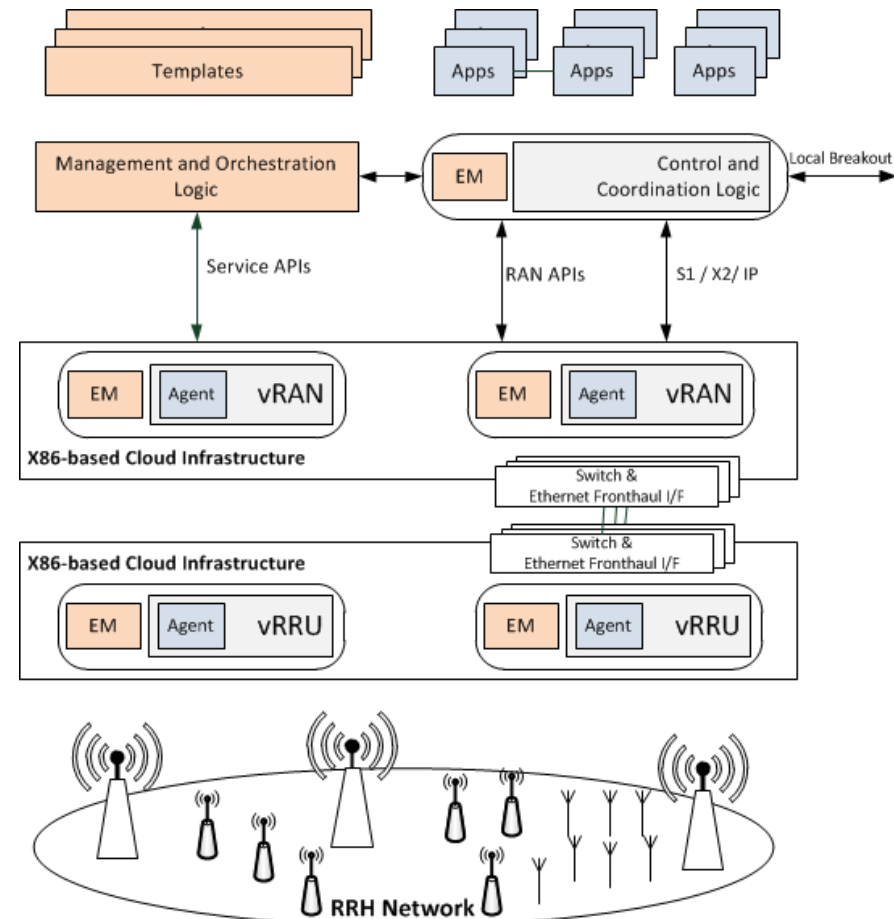 Templates
Apps
Apps
Apps
Management and Orchestration
Logic
EM
Control and
Coordination Logic
Local Breakout
Service APIs
RAN APIs
S1 / X2/ IP
EM
Agent
vRAN
EM
Agent
vRAN
X86-based Cloud Infrastructure
Switch &
Ethernet Fronthaul I/F
Switch &
Ethernet Fronthaul I/F
X86-based Cloud Infrastructure
EM
Agent
vRRU
EM
Agent
vRRU
RRH Network